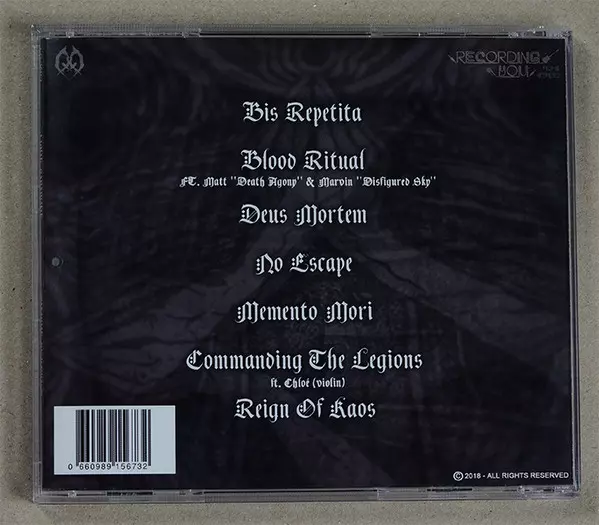 RECORDING
YOU
Bis Repetita
Blood Ritual
FT. Matt "Death Agony" & Marvin "Disfigured Sky"
Deus Mortem
No Escape
Memento Mori
Commanding The Legions
ft. Chloé (violin)
Reign Of Kaos
0 660989 156732
© 2018 - ALL RIGHTS RESERVED